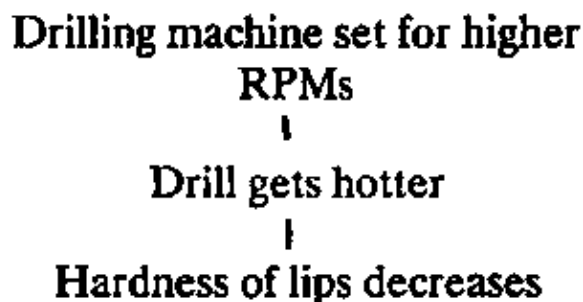 Drilling machine set for higher
RPMs
Drill gets hotter
Hardness of lips decreases